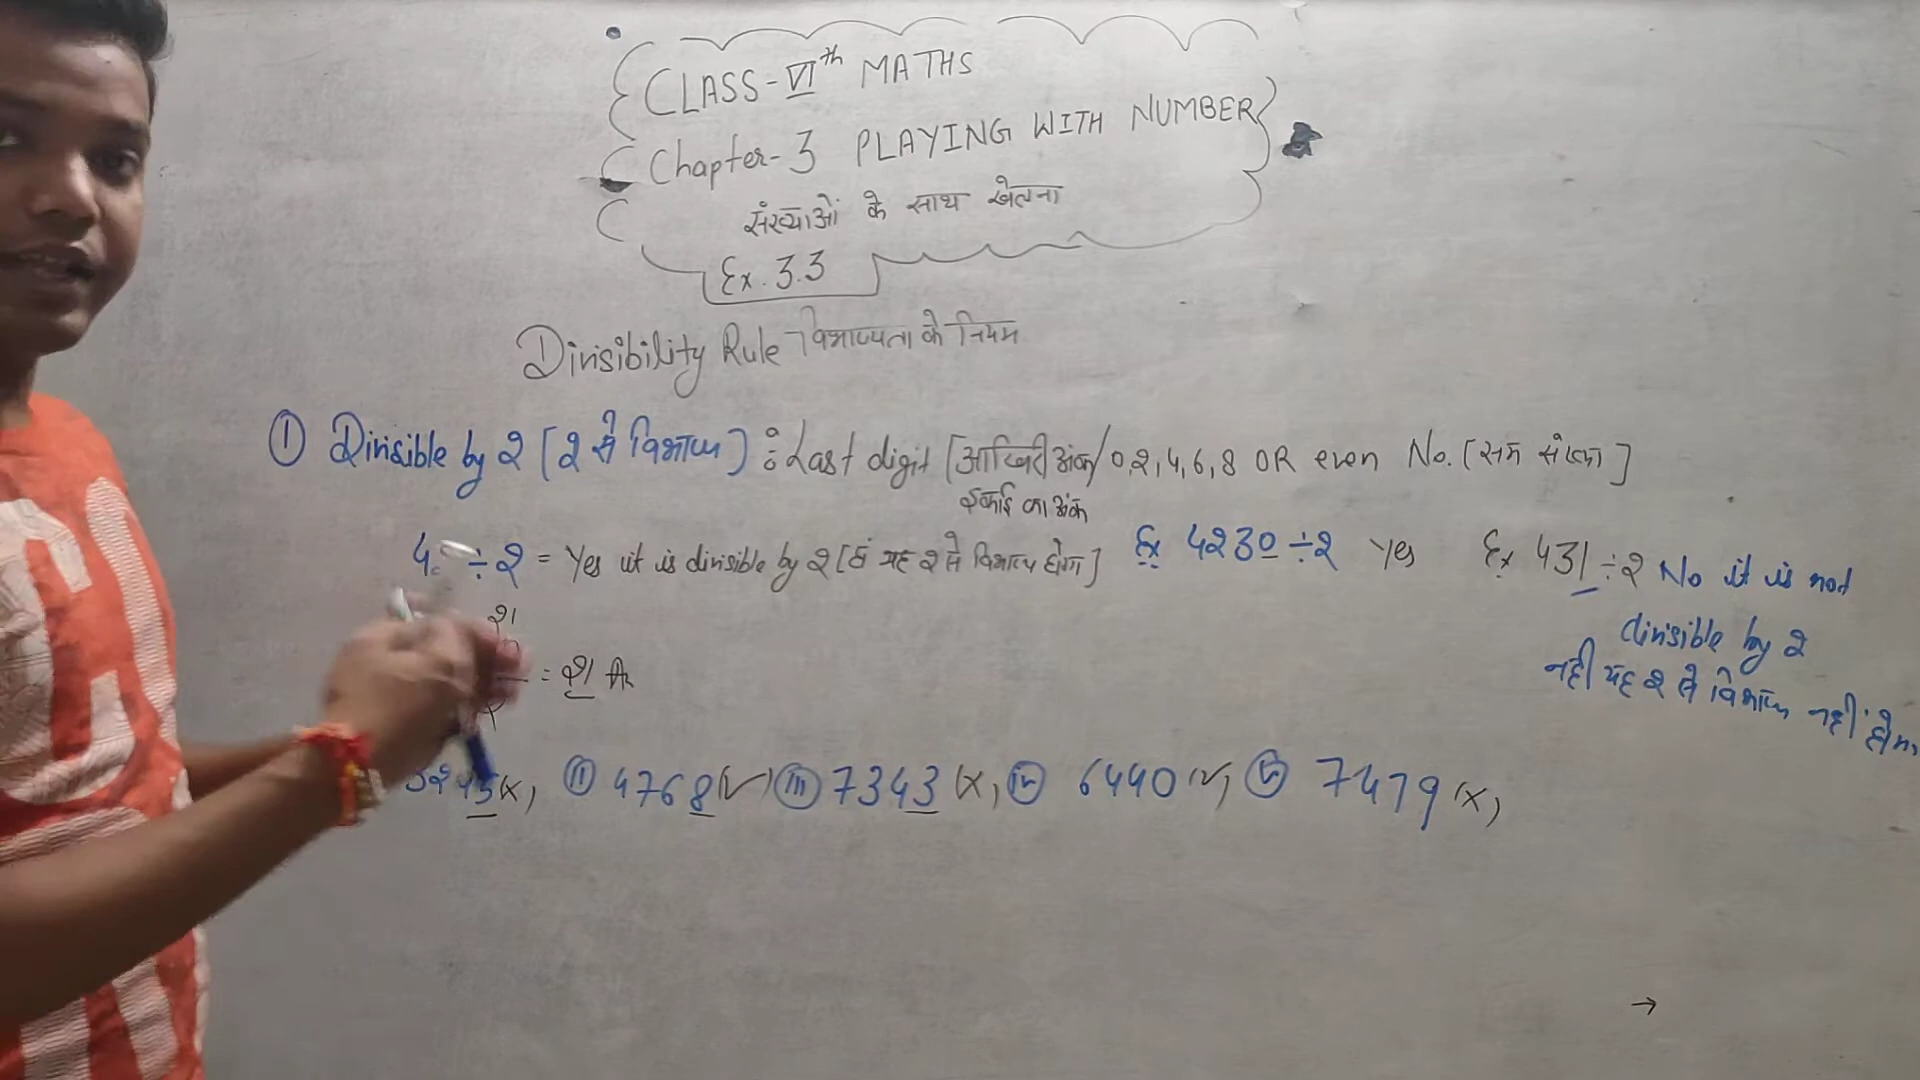 CLASS-VIth MATHS
Chapter-3 PLAYING WITH NUMBER
संख्याओं के साथ खेलना
Ex. 3.3
Divisibility Rule - विभाज्यता के नियम
① Divisible by 2 [2 से विभाज्य] : Last digit [आखिरी अंक/ 0,2,4,6,8 OR even No. [सम संख्या]
इकाई का अंक
÷2 = Yes it is divisible by 2 [हाँ यह 2 से विभाज्य होगा] Ex 4230 ÷2 Yes Ex 431 ÷2 No it is not
divisible by 2
नहीं यह 2 से विभाज्य नहीं होगा
21
= 21 A
(x), (ii) 4768 (✓) (iii) 7343 (x), (iv) 6440 (✓), (v) 7479 (x),
→